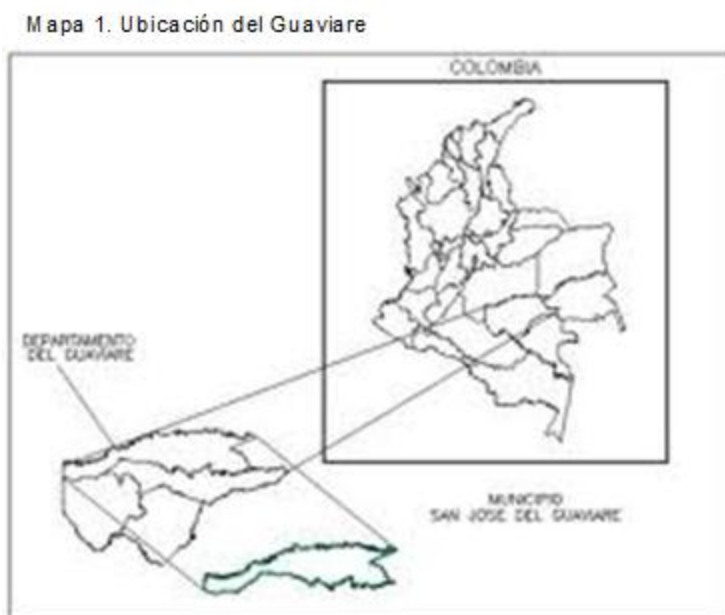 Mapa 1. Ubicación del Guaviare
COLOMBIA
DEPARTAMENTO
DEL GUAVIARE
MUNICIPIO
SAN JOSE DEL GUAVIARE